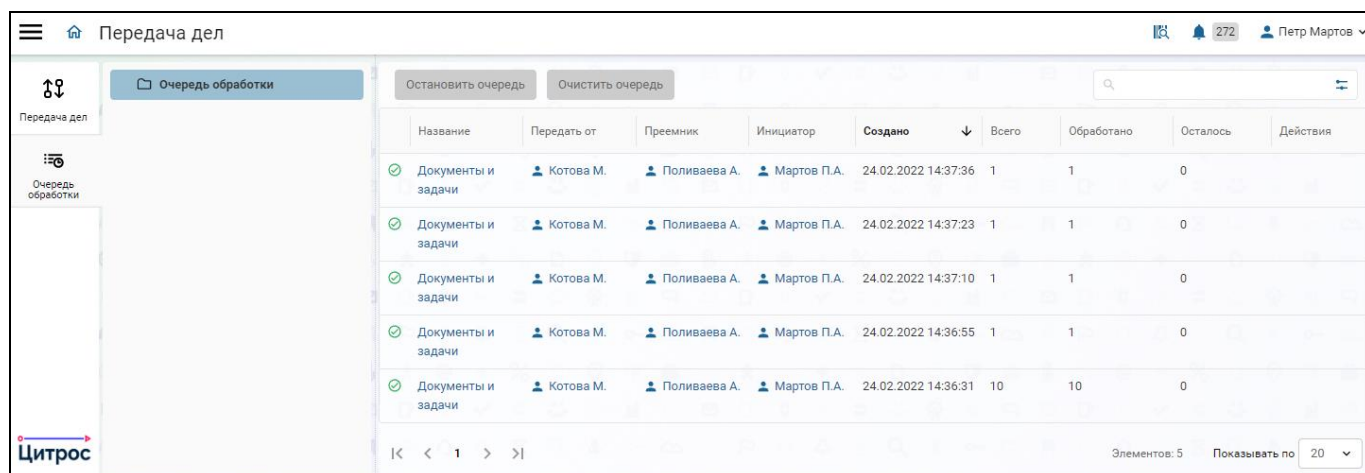 Передача дел
272
Петр Мартов
Передача дел
Очередь обработки
Очередь обработки
Остановить очередь Очистить очередь
Название Передать от Преемник Инициатор Создано Всего Обработано Осталось Действия
Документы и задачи Котова М. Поливаева А. Мартов П.А. 24.02.2022 14:37:36 1 1 0
Документы и задачи Котова М. Поливаева А. Мартов П.А. 24.02.2022 14:37:23 1 1 0
Документы и задачи Котова М. Поливаева А. Мартов П.А. 24.02.2022 14:37:10 1 1 0
Документы и задачи Котова М. Поливаева А. Мартов П.А. 24.02.2022 14:36:55 1 1 0
Документы и задачи Котова М. Поливаева А. Мартов П.А. 24.02.2022 14:36:31 10 10 0
Цитрос
1
Элементов: 5 Показывать по 20